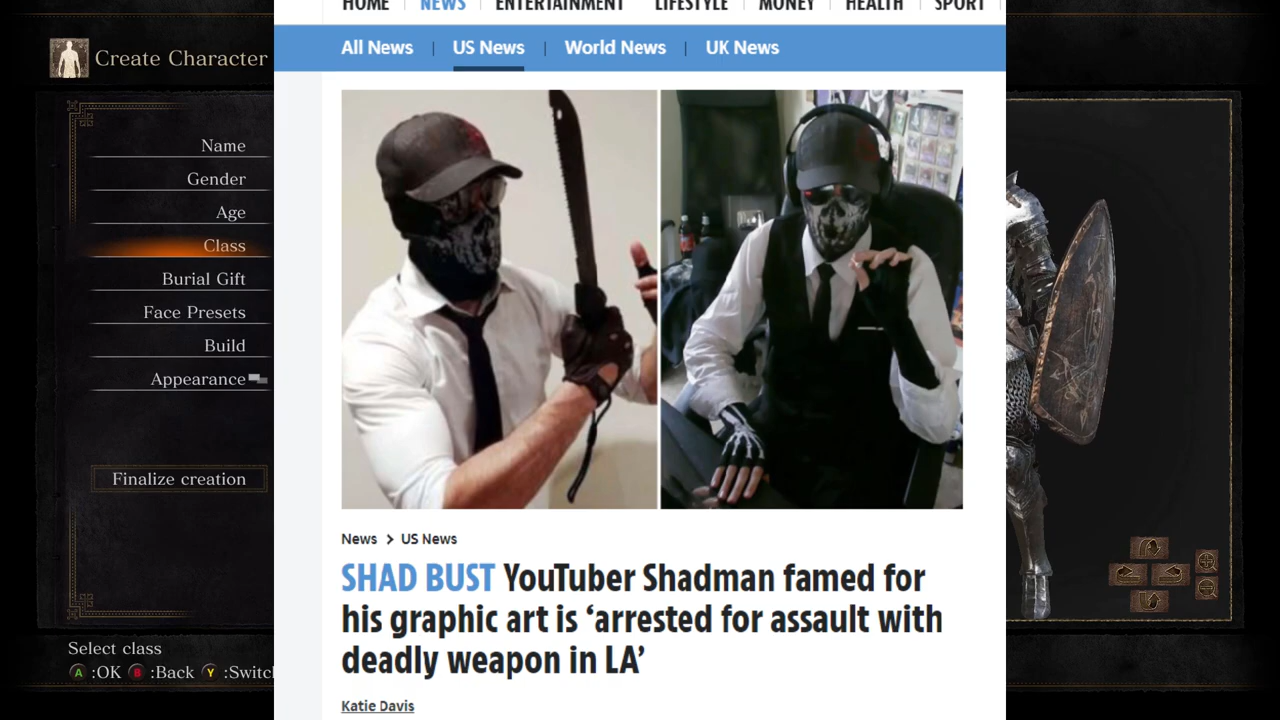 Create Character
Name
Gender
Age
Class
Burial Gift
Face Presets
Build
Appearance
Finalize creation
Select class
A :OK B :Back Y :Switc
HOME NEWS ENTERTAINMENT LIFESTYLE MONEY HEALTH SPORT
All News US News World News UK News
News > US News
SHAD BUST YouTuber Shadman famed for
his graphic art is ‘arrested for assault with
deadly weapon in LA’
Katie Davis